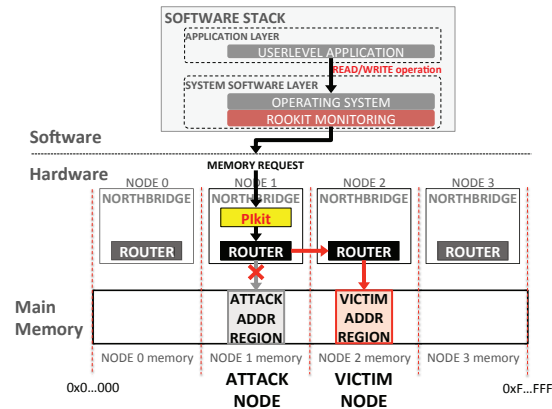 SOFTWARE STACK
APPLICATION LAYER
USERLEVEL APPLICATION
READ/WRITE operation
SYSTEM SOFTWARE LAYER
OPERATING SYSTEM
ROOKIT MONITORING
Software
MEMORY REQUEST
Hardware
NODE 0
NODE 1
NODE 2
NODE 3
NORTHBRIDGE
NORTHBRIDGE
NORTHBRIDGE
NORTHBRIDGE
PIkit
ROUTER
ROUTER
ROUTER
ROUTER
Main
Memory
ATTACK
ADDR
REGION
VICTIM
ADDR
REGION
NODE 0 memory
NODE 1 memory
NODE 2 memory
NODE 3 memory
0x0...000
ATTACK
NODE
VICTIM
NODE
0xF...FFF